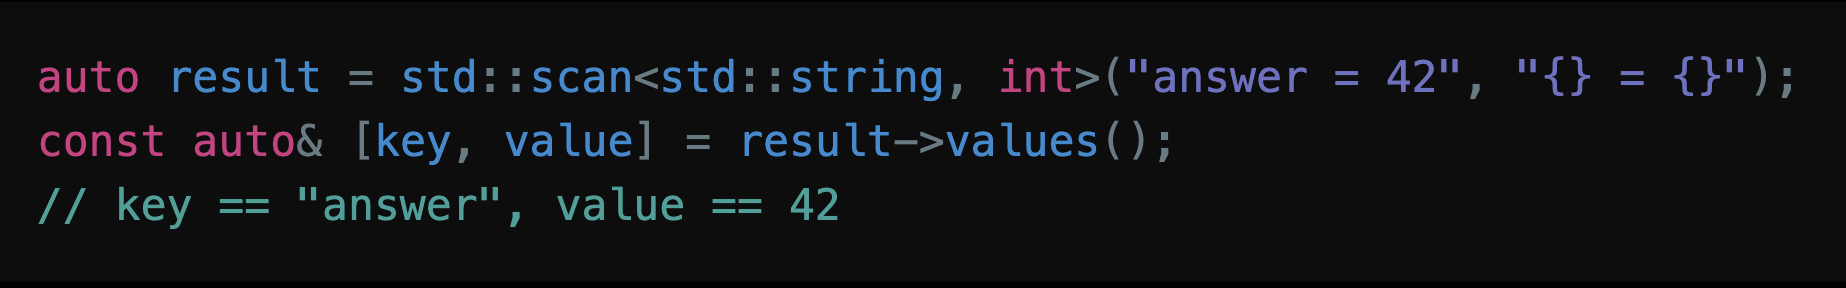 auto result = std::scan<std::string, int>("answer = 42", "{} = {}");
const auto& [key, value] = result->values();
// key == "answer", value == 42